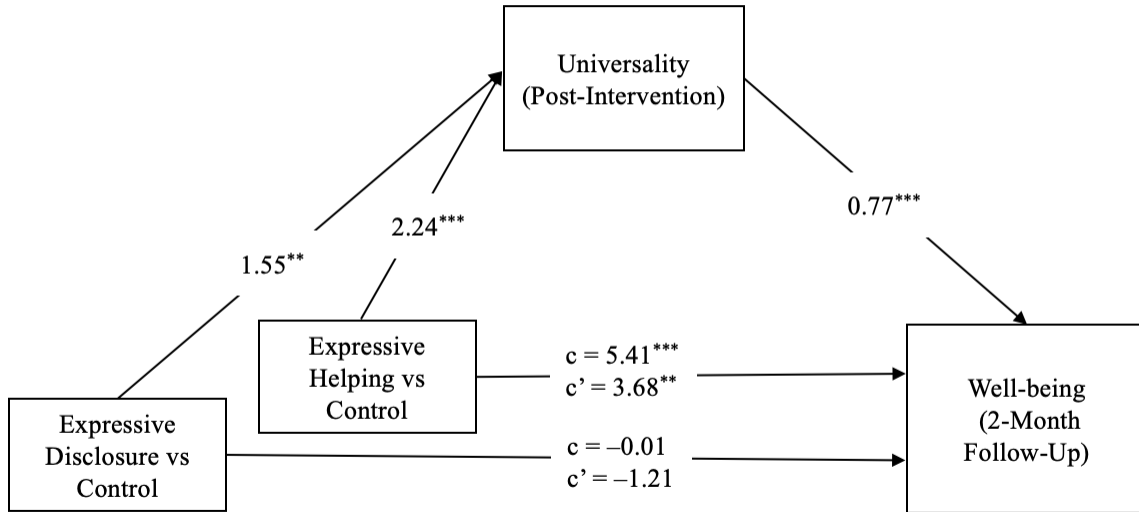 Universality
(Post-Intervention)
0.77***
2.24***
1.55**
Expressive
Helping vs
Control
c = 5.41***
c’ = 3.68**
Expressive
Disclosure vs
Control
c = –0.01
c’ = –1.21
Well-being
(2-Month
Follow-Up)